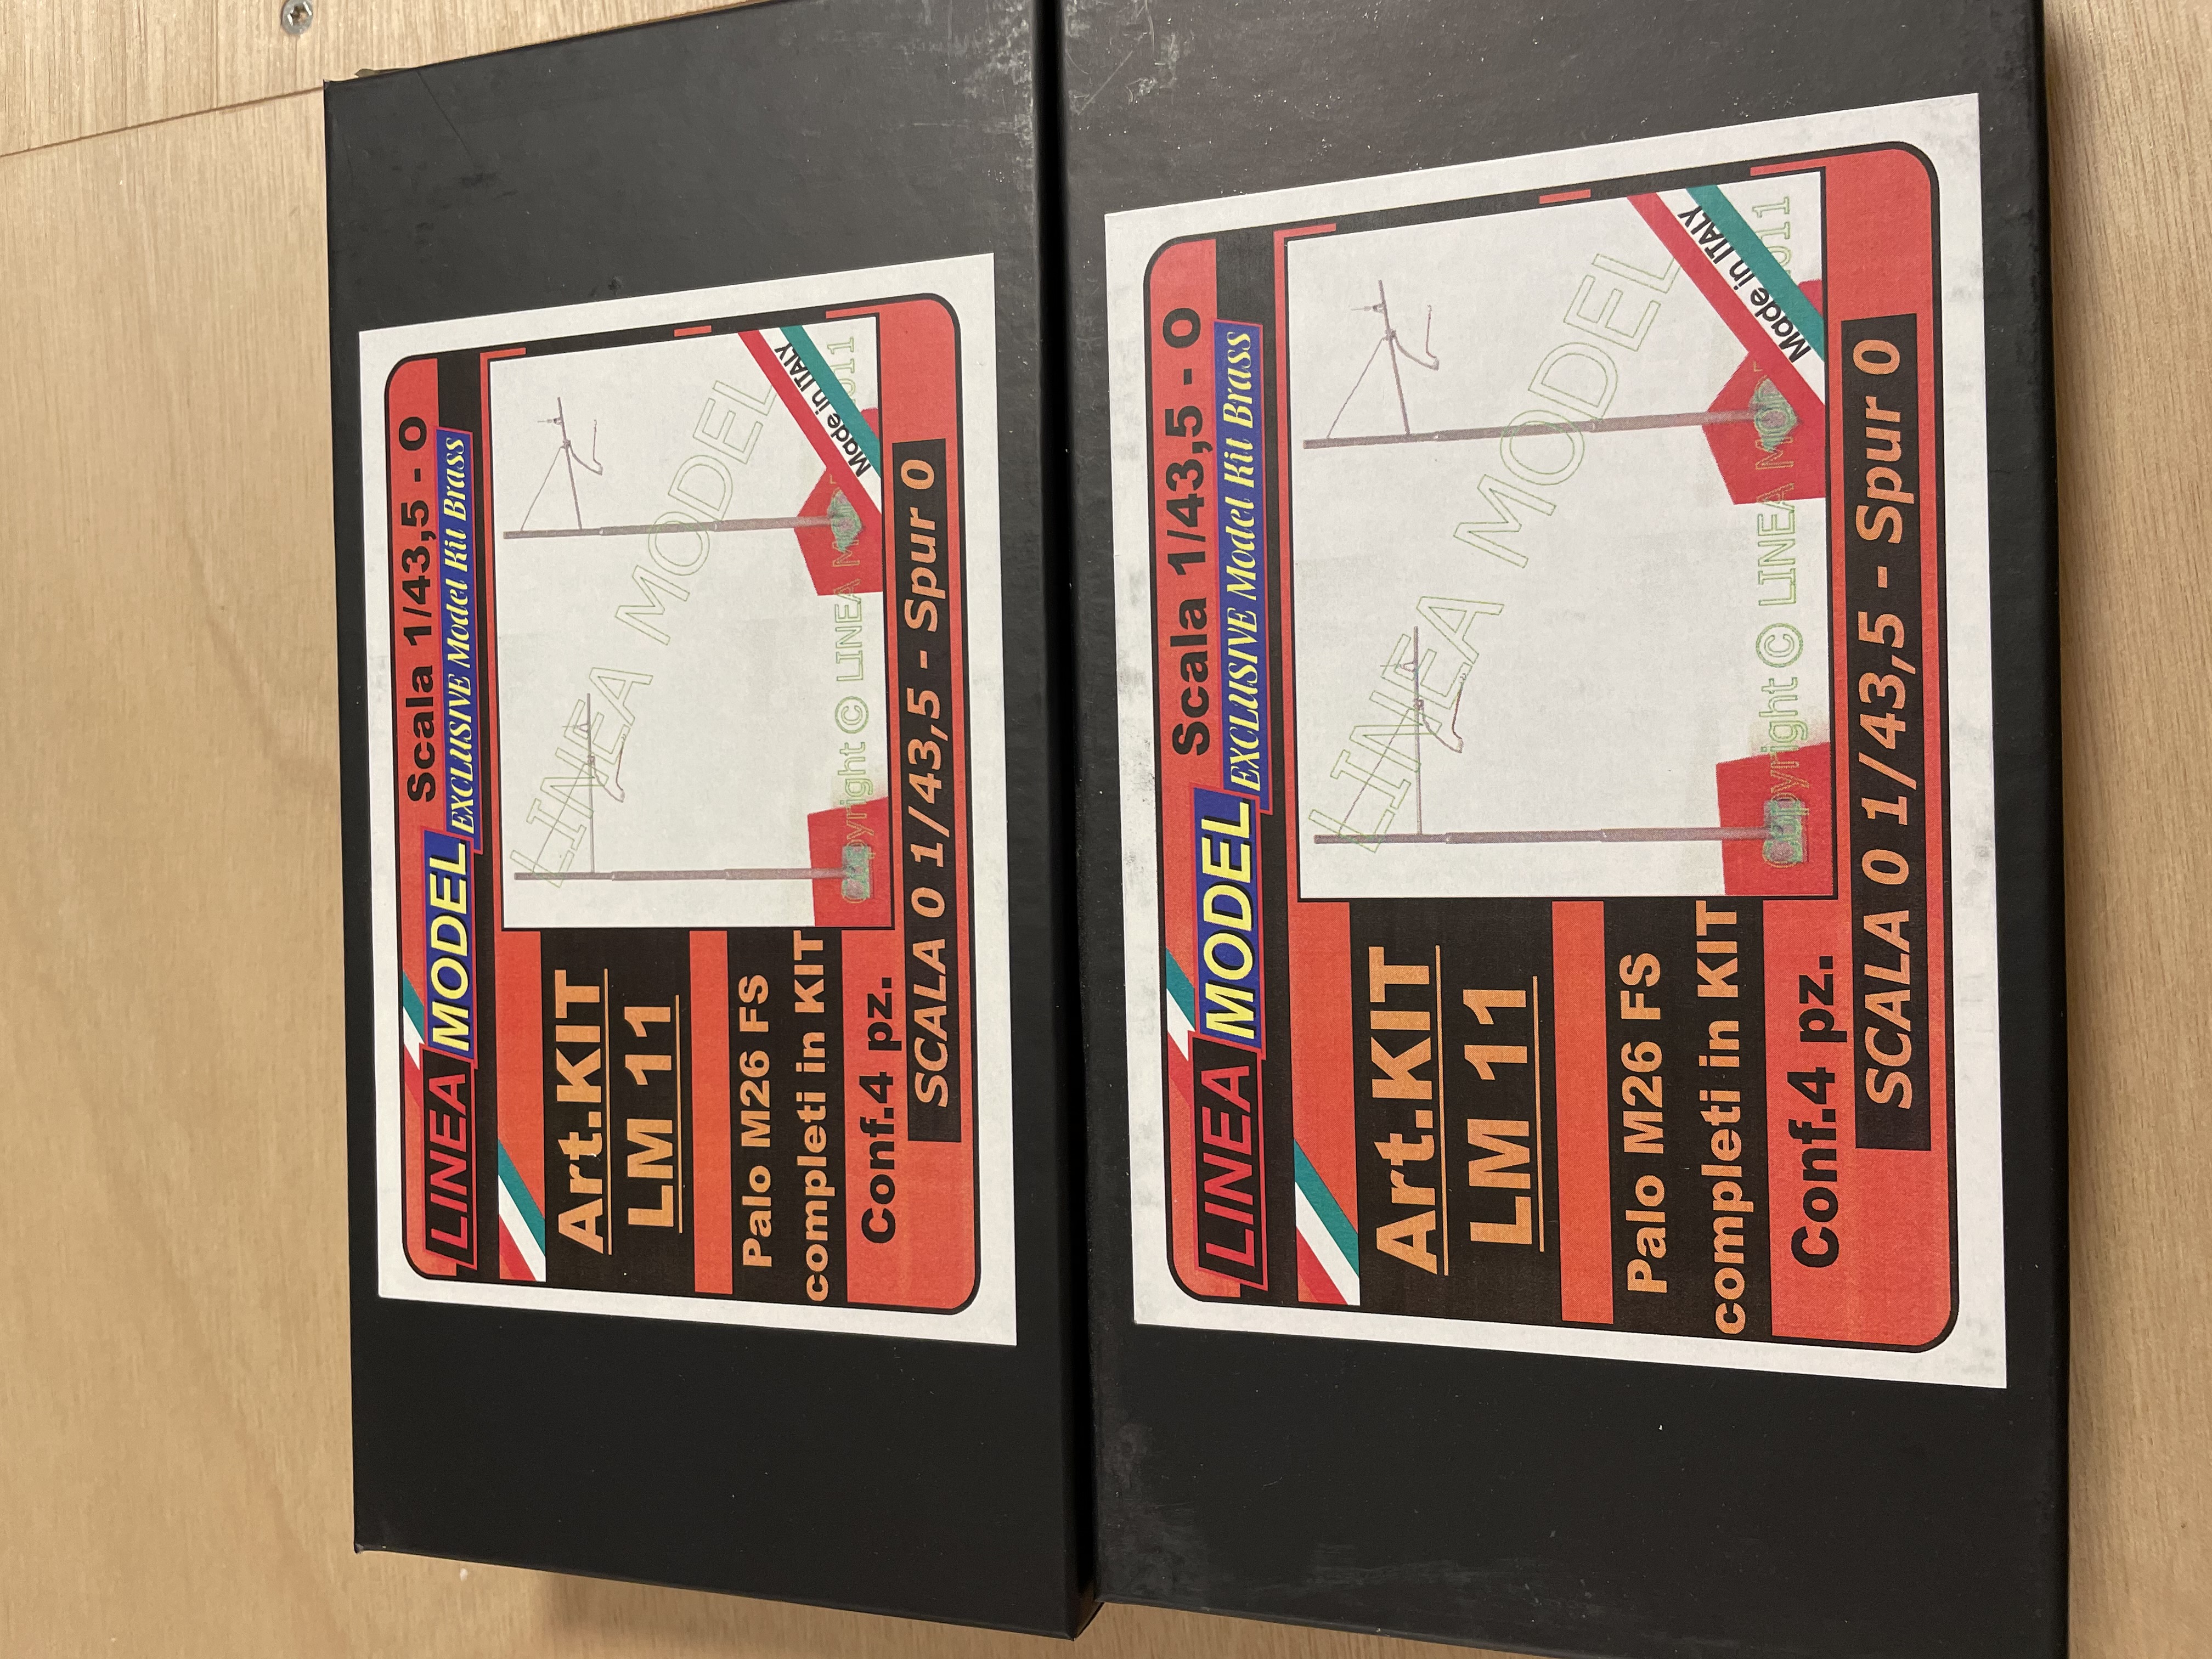 Scala 1/43,5 - O
LINEA MODEL EXCLUSIVE Model Kit Brass
Art.KIT
LM 11
Palo M26 FS
completi in KIT
Conf.4 pz.
LINEA MODEL
Made in ITALY
Copyright © LINEA
SCALA 0 1/43,5 - Spur 0
Scala 1/43,5 - O
LINEA MODEL EXCLUSIVE Model Kit Brass
Art.KIT
LM 11
Palo M26 FS
completi in KIT
Conf.4 pz.
LINEA MODEL
Made in ITALY
Copyright © LINEA
SCALA 0 1/43,5 - Spur 0